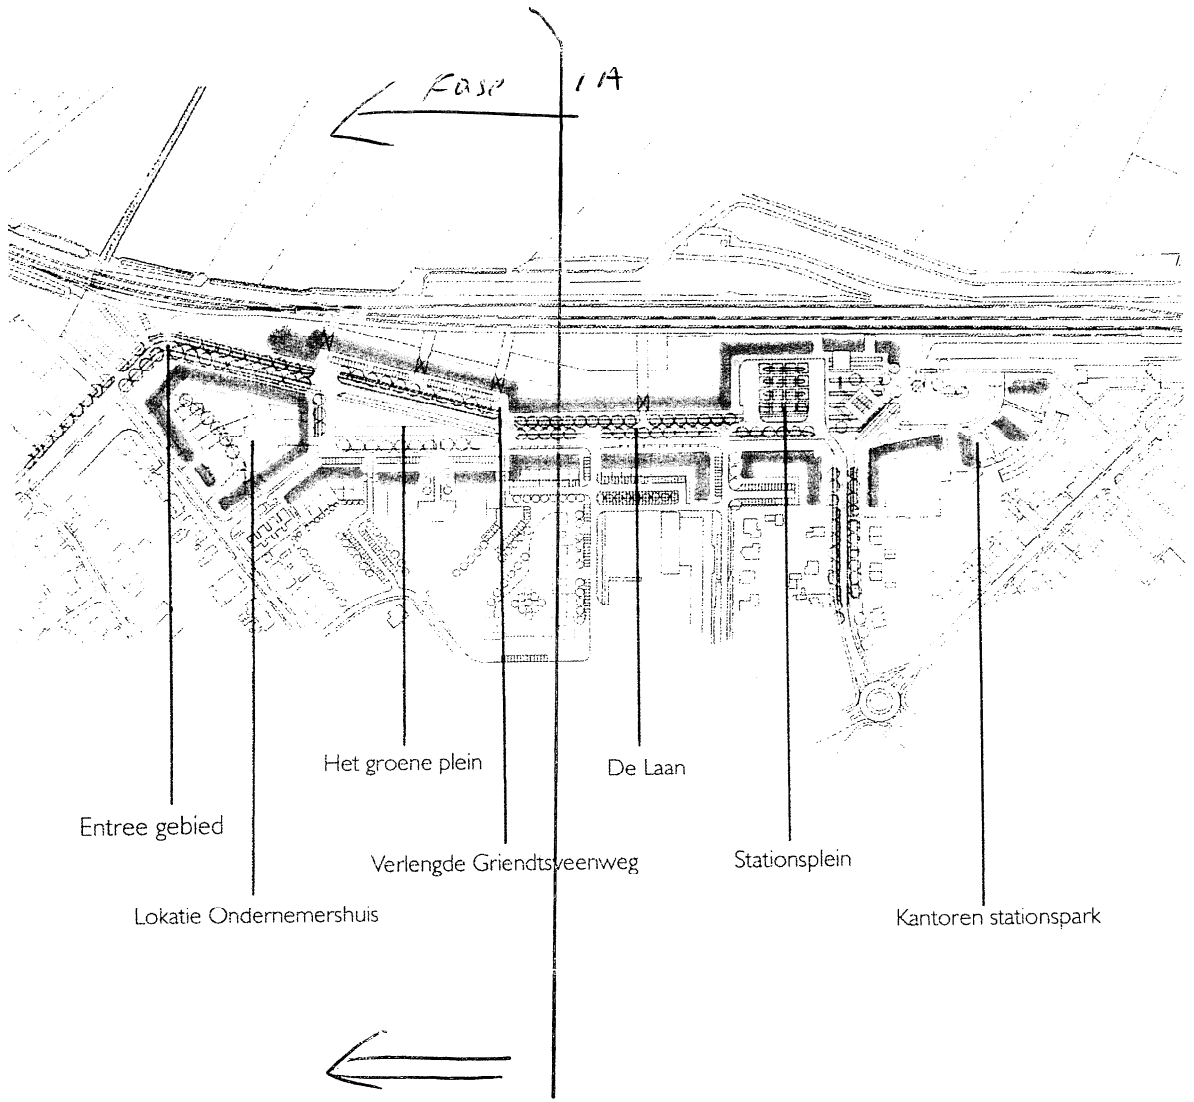 Fase 1A
Het groene plein
De Laan
Entree gebied
Verlengde Griendtsveenweg
Stationsplein
Lokatie Ondernemershuis
Kantoren stationspark